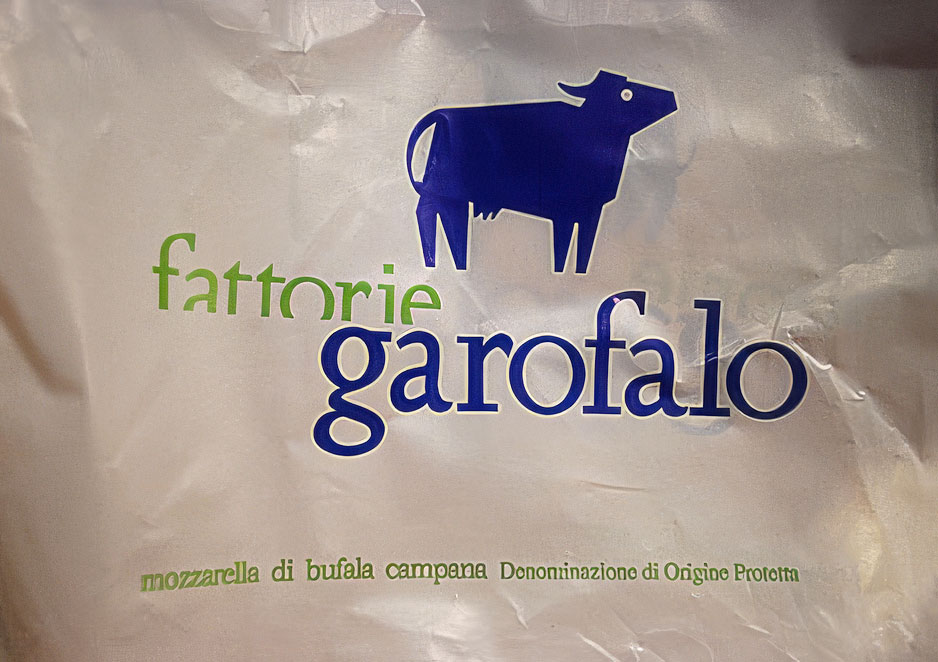 fattorie
garofalo
mozzarella di bufala campana Denominazione di Origine Protetta